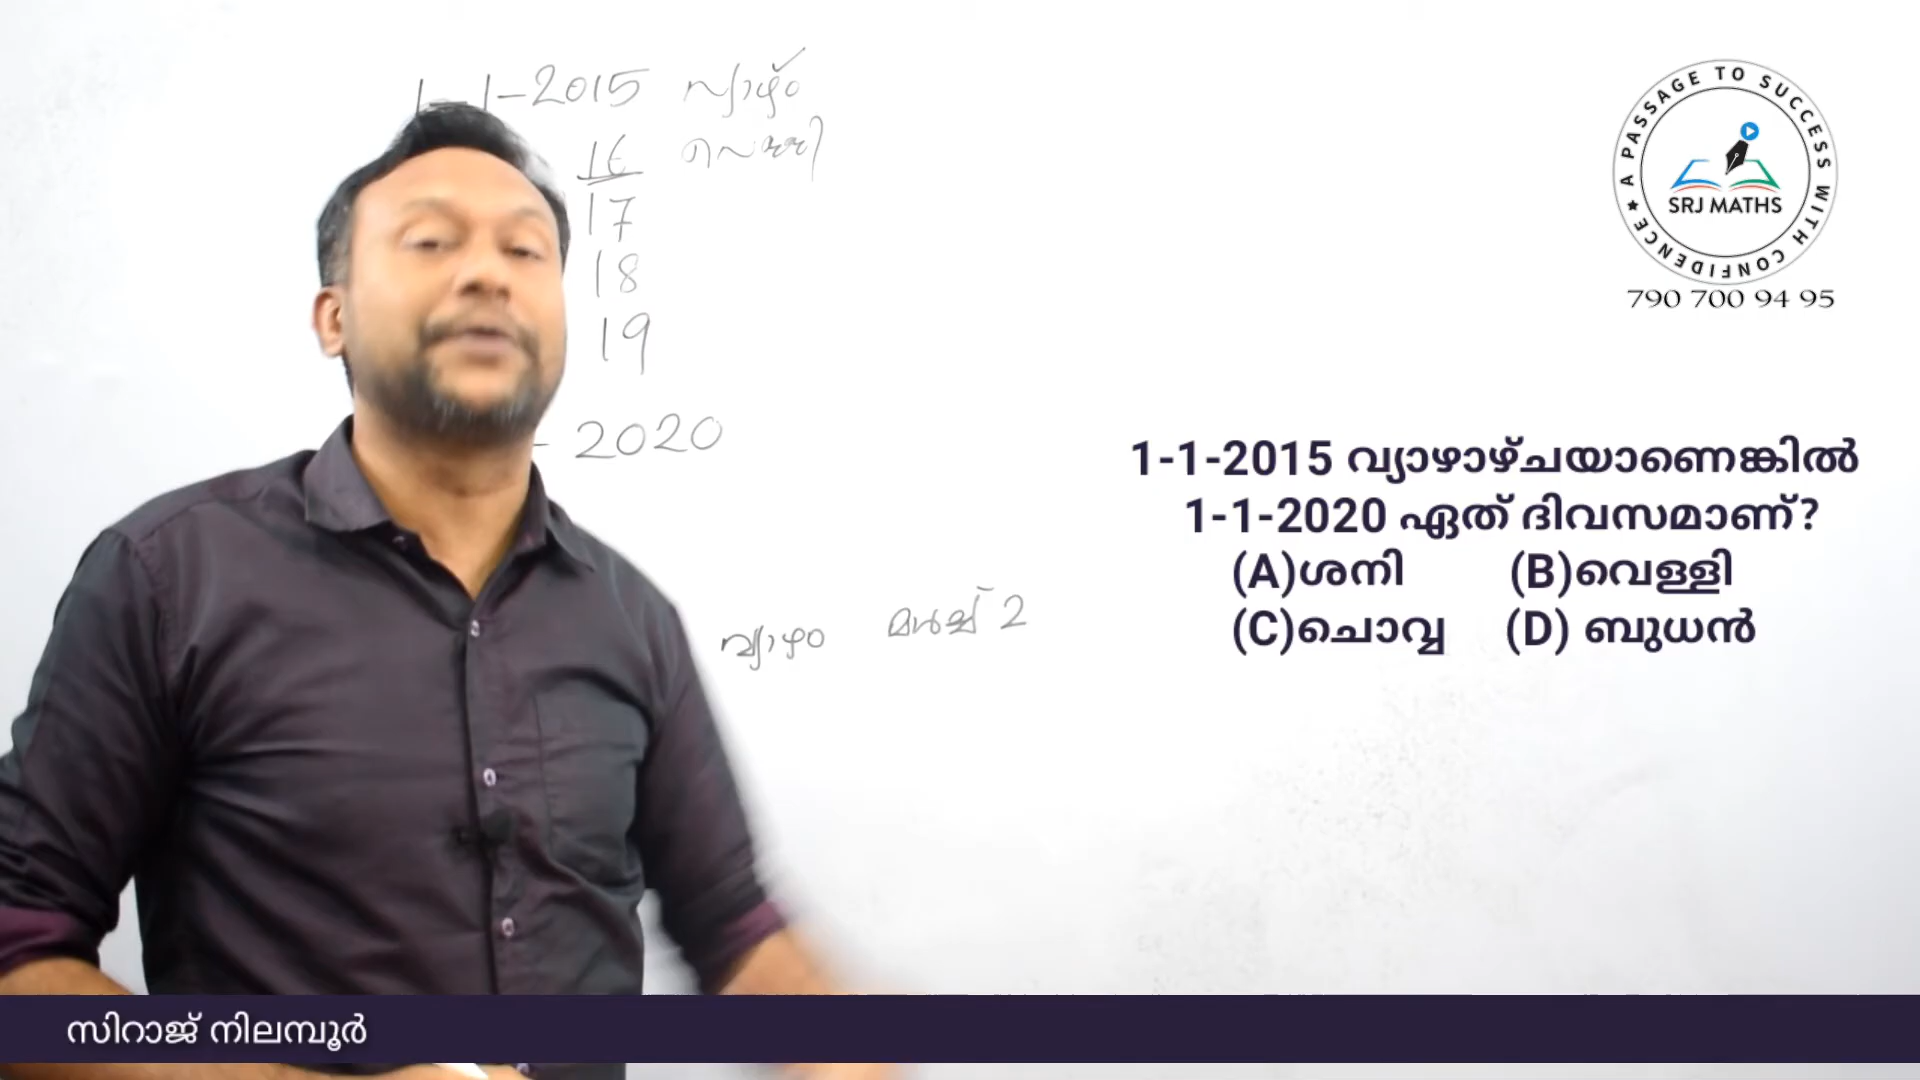 1-1-2015 വ്യാഴം
16 വെള്ളി
17
18
19
- 2020
വ്യാഴം മാർച്ച് 2
A PASSAGE TO SUCCESS WITH CONFIDENCE
SRJ MATHS
790 700 94 95
1-1-2015 വ്യാഴാഴ്ചയാണെങ്കിൽ
1-1-2020 ഏത് ദിവസമാണ്?
(A)ശനി (B)വെള്ളി
(C)ചൊവ്വ (D) ബുധൻ
സിറാജ് നിലമ്പൂർ